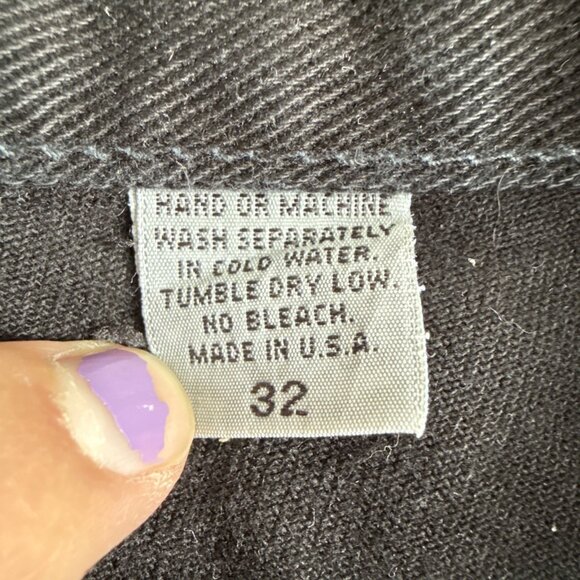 HAND OR MACHINE
WASH SEPARATELY
IN COLD WATER.
TUMBLE DRY LOW.
NO BLEACH.
MADE IN U.S.A.
32